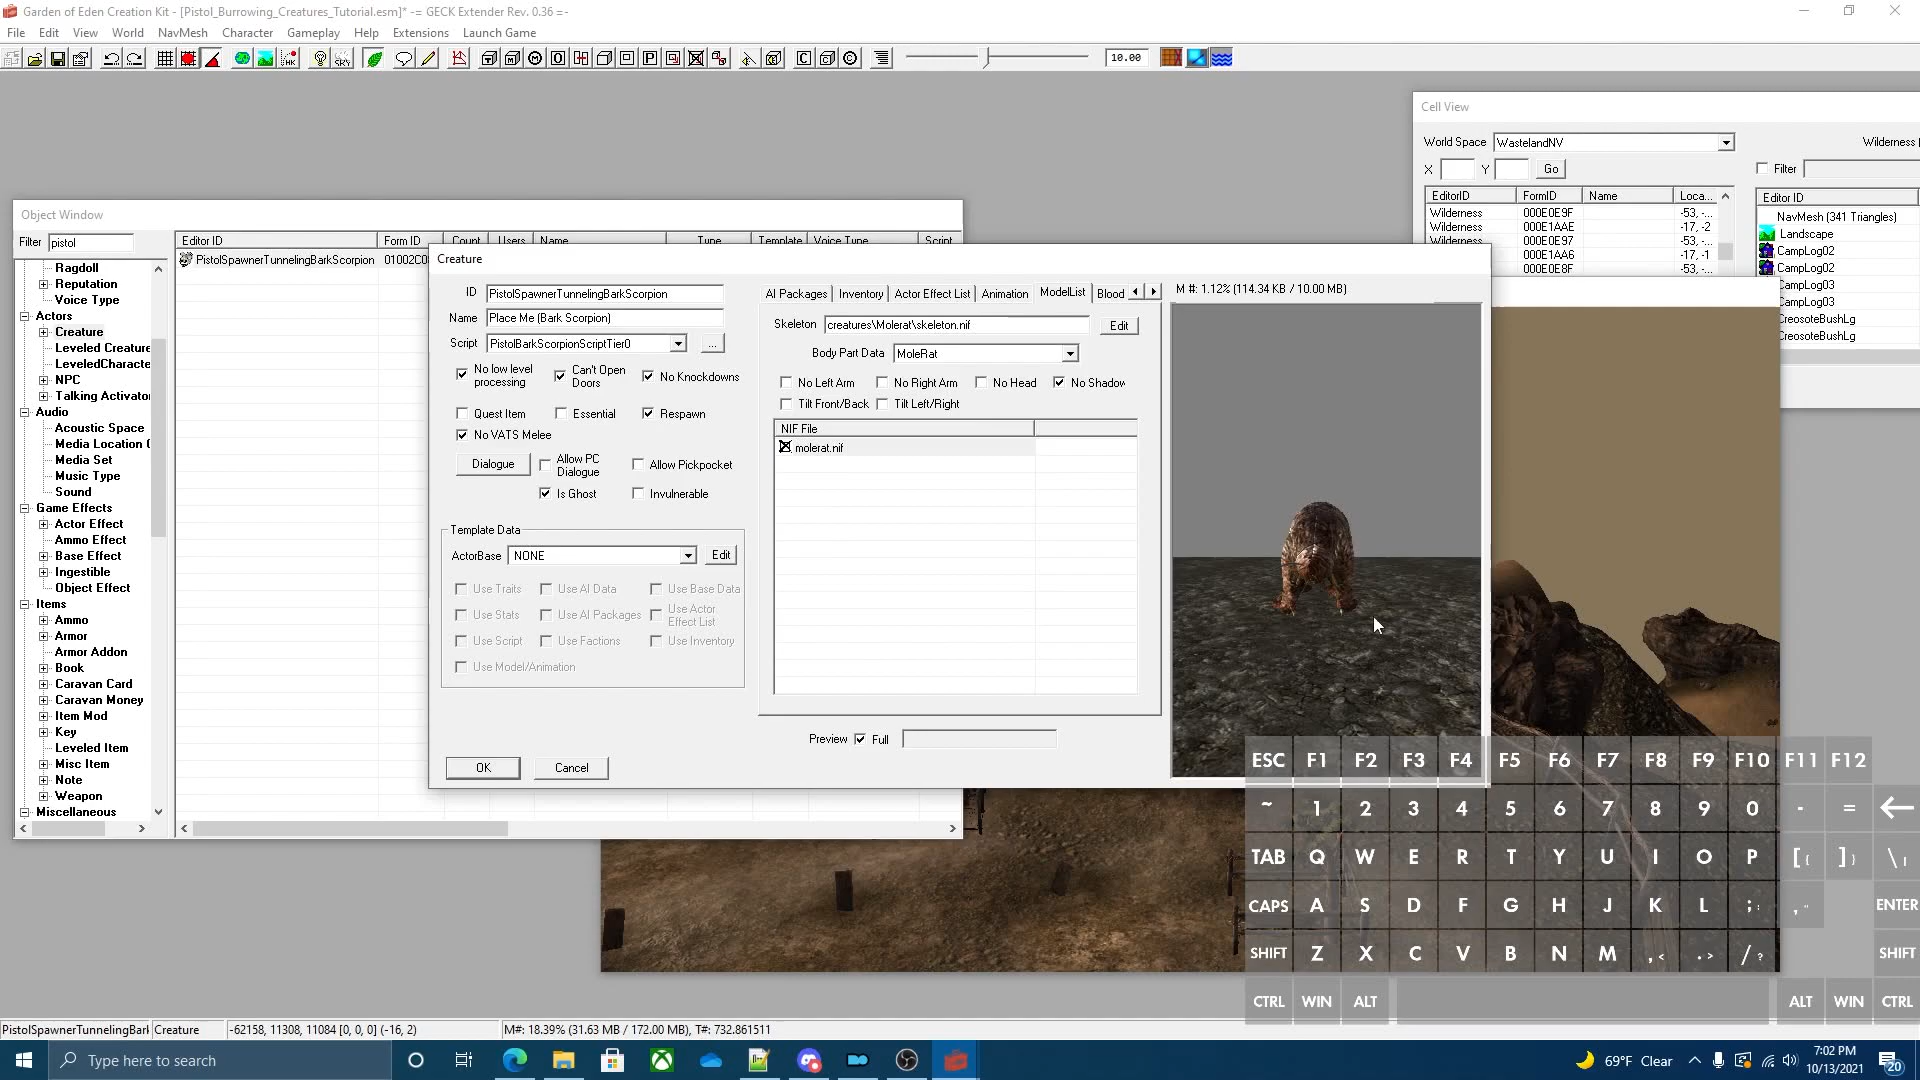 Garden of Eden Creation Kit - [Pistol_Burrowing_Creatures_Tutorial.esm]* -= GECK Extender Rev. 0.36 =-
File Edit View World NavMesh Character Gameplay Help Extensions Launch Game
10.00
Cell View
World Space WastelandNV Wilderness
X Y Go Filter
EditorID FormID Name Loca... Editor ID
Wilderness 000E0E9F -53, -...
Wilderness 000E1AAE -17, -2
Wilderness 000E0E97 -53, -...
000E1AA6 -17, -1
000E0E8F -53, -...
NavMesh (341 Triangles)
Landscape
CampLog02
CampLog02
CampLog03
CampLog03
CreosoteBushLg
CreosoteBushLg
Object Window
Filter pistol
Editor ID Form ID Count Users Name Type Template Voice Type Script
PistolSpawnerTunnelingBarkScorpion 01002C0
Ragdoll
Reputation
Voice Type
Actors
Creature
Leveled Creature
LeveledCharacte
NPC
Talking Activato
Audio
Acoustic Space
Media Location (
Media Set
Music Type
Sound
Game Effects
Actor Effect
Ammo Effect
Base Effect
Ingestible
Object Effect
Items
Ammo
Armor
Armor Addon
Book
Caravan Card
Caravan Money
Item Mod
Key
Leveled Item
Misc Item
Note
Weapon
Miscellaneous
Creature
ID PistolSpawnerTunnelingBarkScorpion
Name Place Me (Bark Scorpion)
Script PistolBarkScorpionScriptTier0 ...
No low level processing Can't Open Doors No Knockdowns
Quest Item Essential Respawn
No VATS Melee
Dialogue Allow PC Dialogue Allow Pickpocket
Is Ghost Invulnerable
Template Data
ActorBase NONE Edit
Use Traits Use AI Data Use Base Data
Use Stats Use AI Packages Use Actor Effect List
Use Script Use Factions Use Inventory
Use Model/Animation
OK Cancel
AI Packages Inventory Actor Effect List Animation ModelList Blood
Skeleton creatures\Molerat\skeleton.nif Edit
Body Part Data MoleRat
No Left Arm No Right Arm No Head No Shadow
Tilt Front/Back Tilt Left/Right
NIF File
molerat.nif
Preview Full
M #: 1.12% (114.34 KB / 10.00 MB)
ESC F1 F2 F3 F4 F5 F6 F7 F8 F9 F10 F11 F12
~ 1 2 3 4 5 6 7 8 9 0 - =
TAB Q W E R T Y U I O P [{ ]} \|
CAPS A S D F G H J K L ;: ,"  ENTER
SHIFT Z X C V B N M ,< .> /? SHIFT
CTRL WIN ALT ALT WIN CTRL
PistolSpawnerTunnelingBark Creature -62158, 11308, 11084 [0, 0, 0] (-16, 2) M#: 18.39% (31.63 MB / 172.00 MB), T#: 732.861511
Type here to search
69°F Clear
7:02 PM
10/13/2021
20